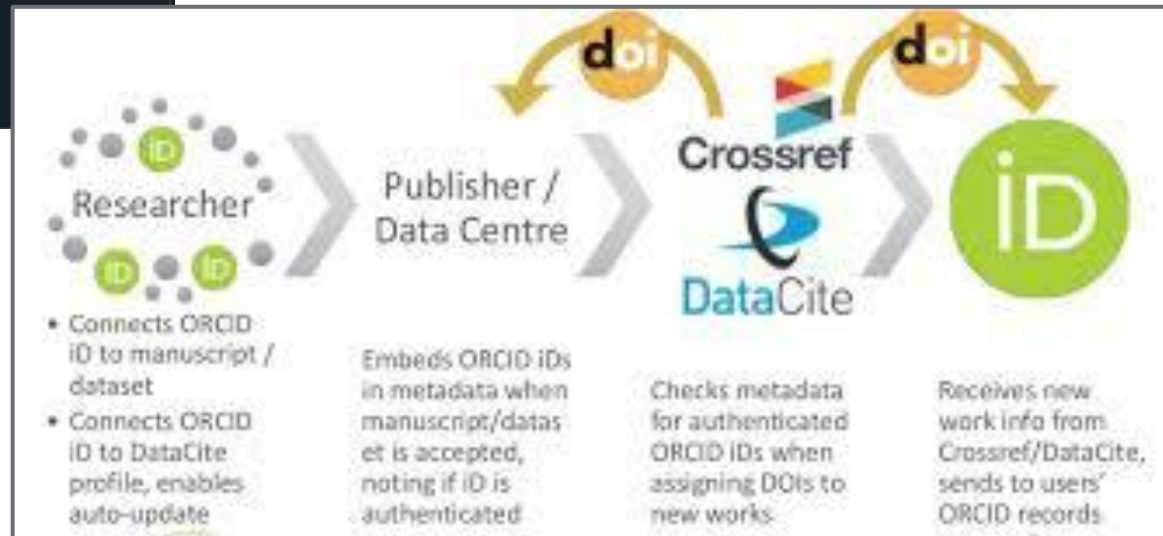 doi
doi
iD
Researcher
iD
iD
• Connects ORCID
iD to manuscript /
dataset
• Connects ORCID
iD to DataCite
profile, enables
auto-update
Publisher /
Data Centre
Embeds ORCID iDs
in metadata when
manuscript/datas
et is accepted,
noting if iD is
authenticated
Crossref
DataCite
Checks metadata
for authenticated
ORCID iDs when
assigning DOIs to
new works
iD
Receives new
work info from
Crossref/DataCite,
sends to users'
ORCID records